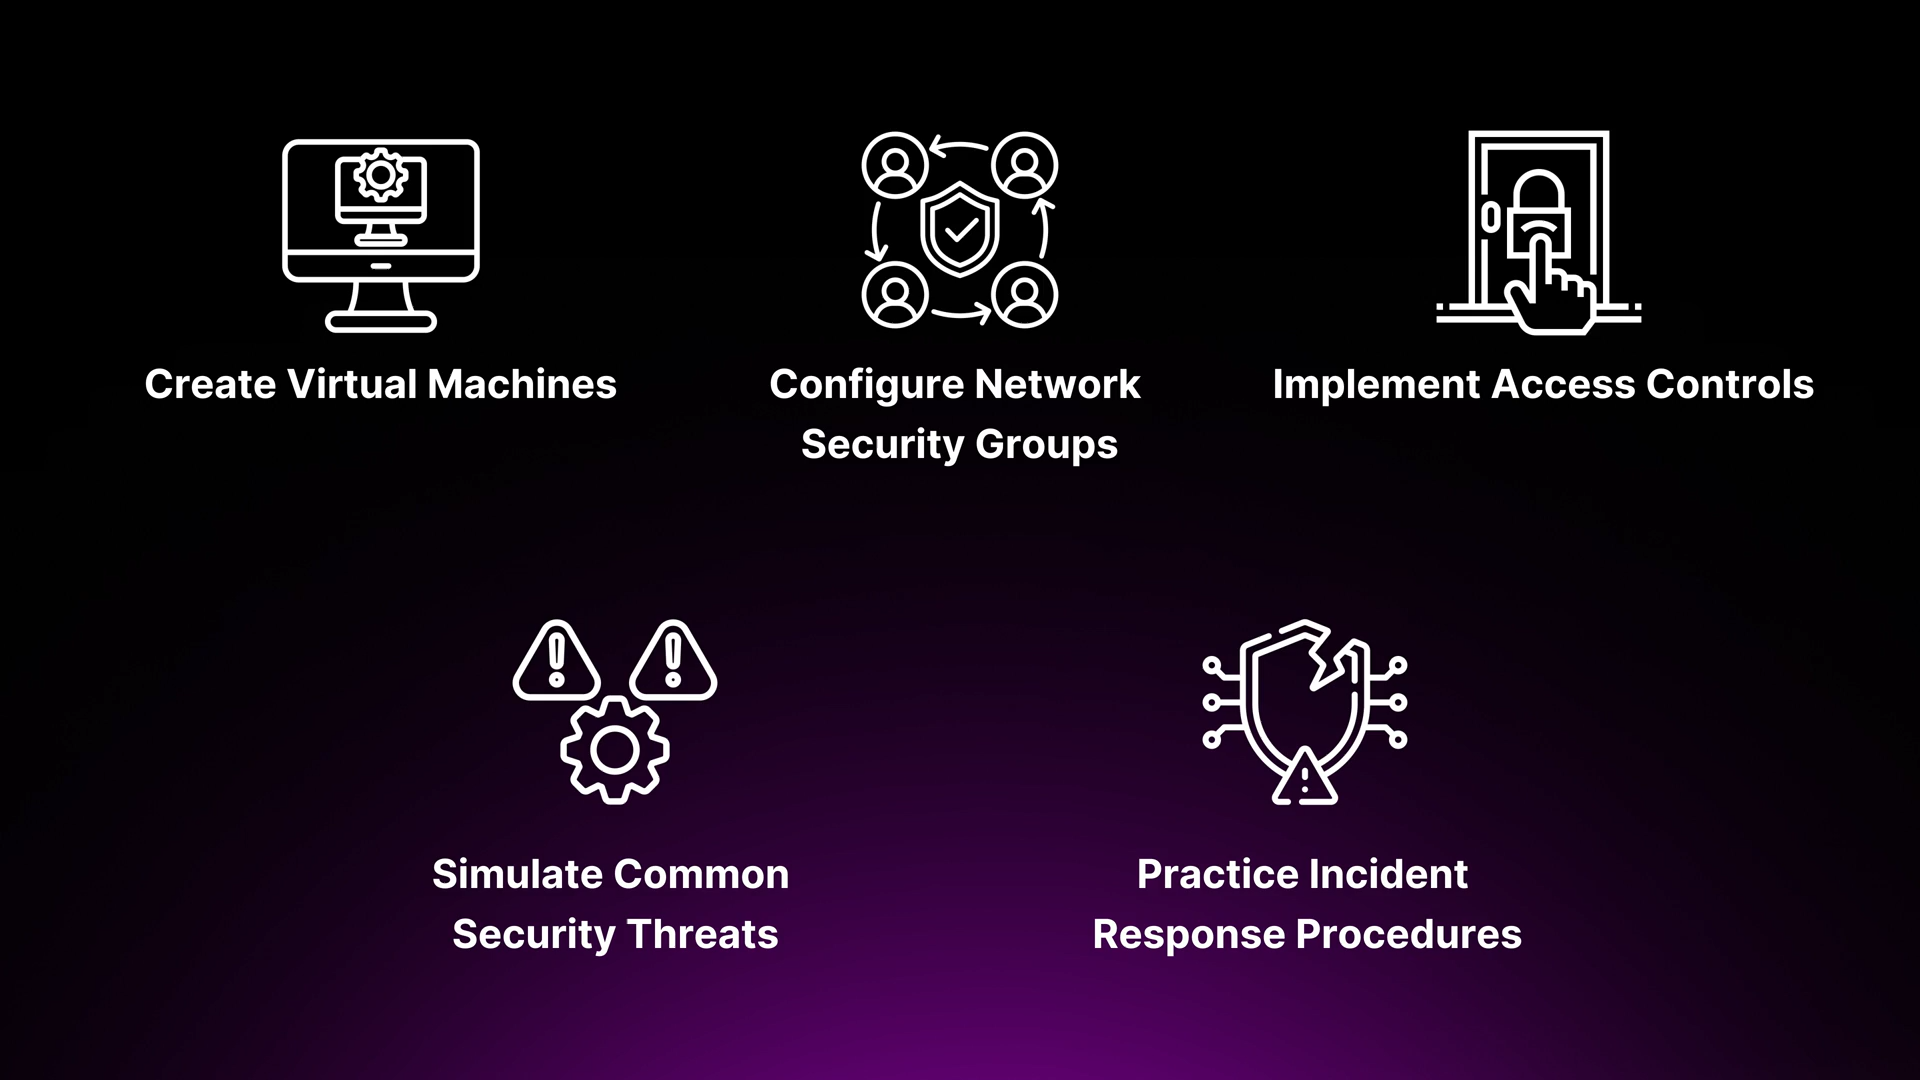 Create Virtual Machines
Configure Network
Security Groups
Implement Access Controls
Simulate Common
Security Threats
Practice Incident
Response Procedures